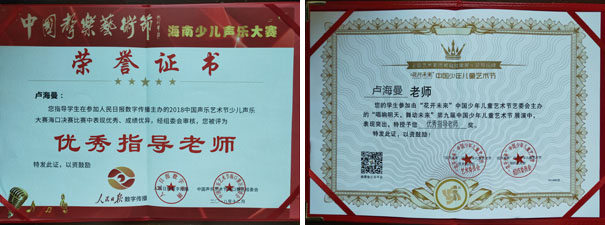 中国声乐艺术节
海南少儿声乐大赛
荣誉证书
卢海曼：
您指导学生在参加人民日报数字传播主办的2018中国声乐艺术节少儿声乐
大赛海口决赛比赛中表现优秀、成绩优异，经组委会审核，您被评为
优秀指导老师
特发此证，以资鼓励
人民日报 数字传播
“花开未来”中国少年儿童艺术节
卢海曼 老师
您的学生参加由“花开未来”中国少年儿童艺术节艺委会主办
的“唱响明天，舞动未来”第九届中国少年儿童艺术节 展演中，
表现突出，特授予您 优秀指导老师 奖。
特发此证，以资鼓励。